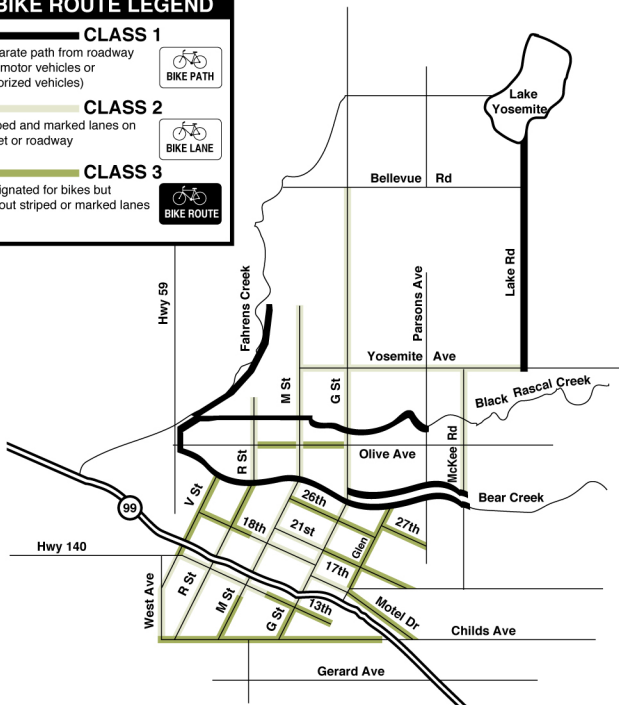 BIKE ROUTE LEGEND
CLASS 1
arate path from roadway
motor vehicles or
orized vehicles)
BIKE PATH
CLASS 2
ped and marked lanes on
et or roadway
BIKE LANE
CLASS 3
ignated for bikes but
out striped or marked lanes
BIKE ROUTE
Lake
Yosemite
Bellevue Rd
Hwy 59
Fahrens Creek
Parsons Ave
Lake Rd
Yosemite Ave
M St
G St
Black Rascal Creek
R St
Olive Ave
McKee Rd
Bear Creek
V St
26th
99
18th
21st
27th
Glen
Hwy 140
17th
West Ave
R St
M St
G St
13th
Motel Dr
Childs Ave
Gerard Ave